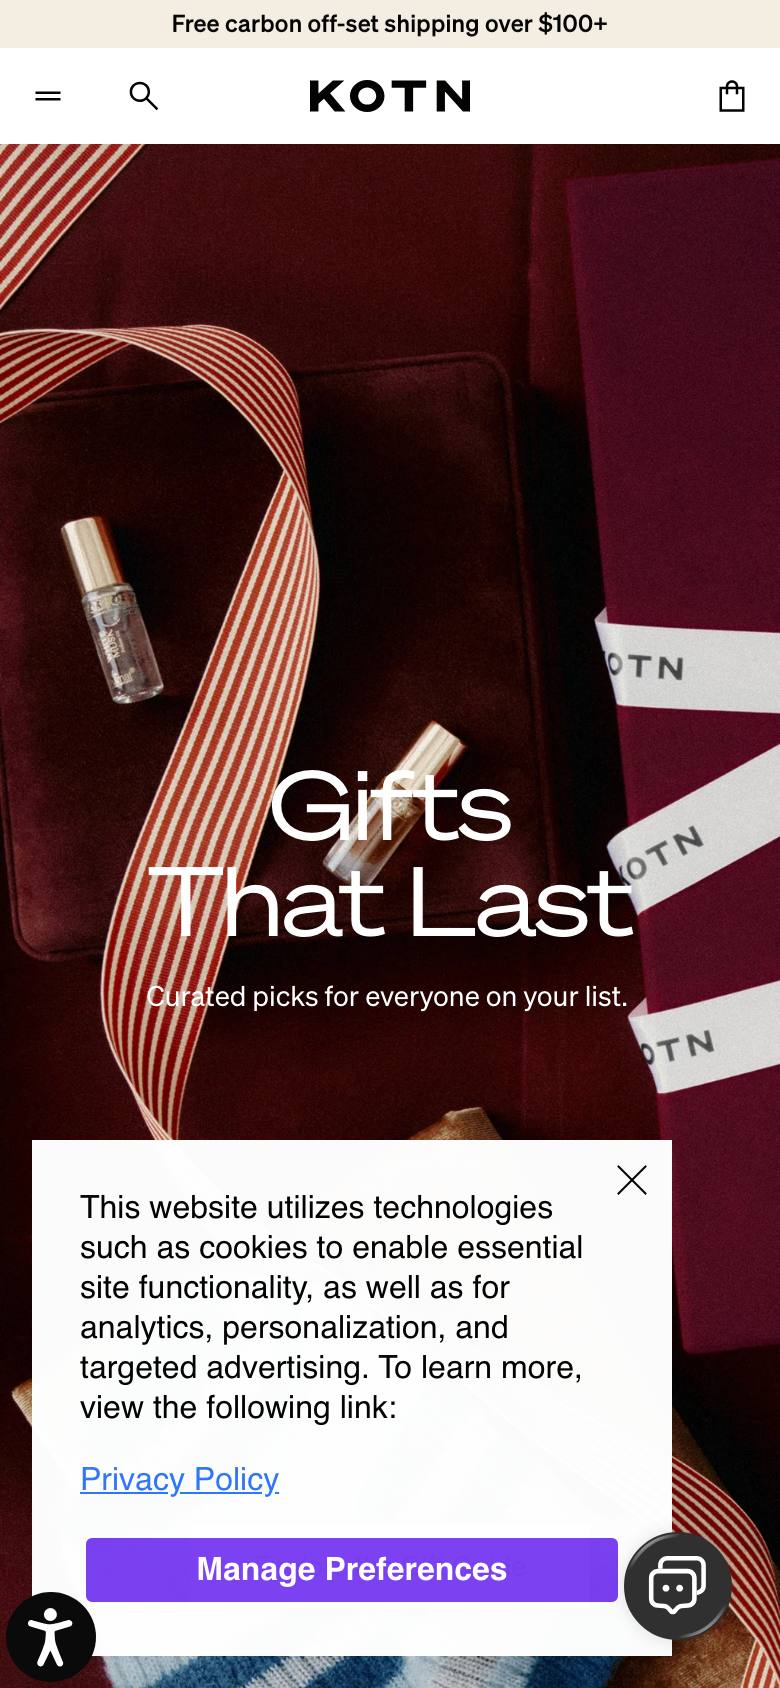 Free carbon off-set shipping over $100+
KOTN
OTN
Gifts
KOTN
That Last
Curated picks for everyone on your list.
OTN
This website utilizes technologies
such as cookies to enable essential
site functionality, as well as for
analytics, personalization, and
targeted advertising. To learn more,
view the following link:
Privacy Policy
Manage Preferences